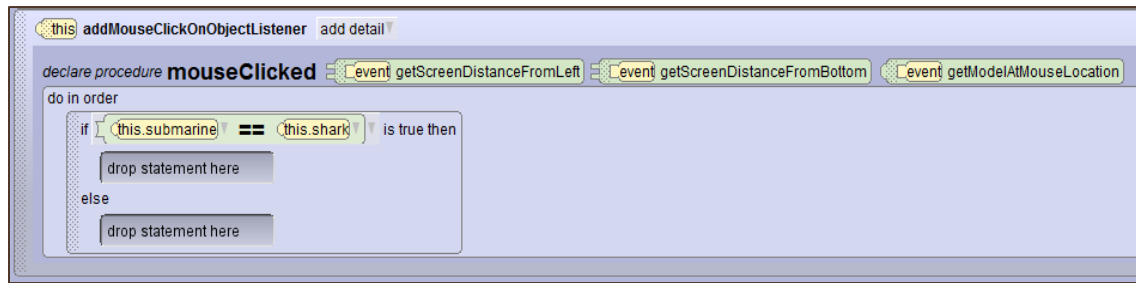 this addMouseClickOnObjectListener add detail
declare procedure mouseClicked event getScreenDistanceFromLeft event getScreenDistanceFromBottom event getModelAtMouseLocation
do in order
if this.submarine == this.shark is true then
drop statement here
else
drop statement here